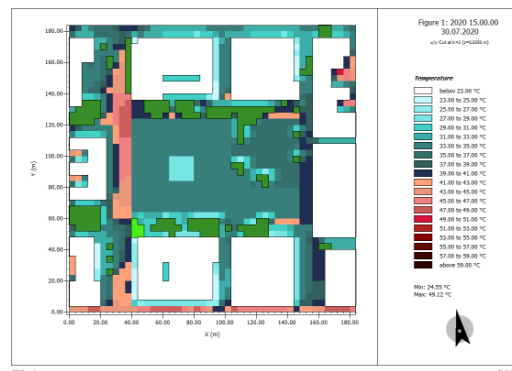 Figure 1: 2020 15.00.00
30.07.2020
x/y Cut at k=2 (z=0.0250 m)
Temperature
below 23.00 °C
23.00 to 25.00 °C
25.00 to 27.00 °C
27.00 to 29.00 °C
29.00 to 31.00 °C
31.00 to 33.00 °C
33.00 to 35.00 °C
35.00 to 37.00 °C
37.00 to 39.00 °C
39.00 to 41.00 °C
41.00 to 43.00 °C
43.00 to 45.00 °C
45.00 to 47.00 °C
47.00 to 49.00 °C
49.00 to 51.00 °C
51.00 to 53.00 °C
53.00 to 55.00 °C
55.00 to 57.00 °C
57.00 to 59.00 °C
above 59.00 °C
Min: 24.55 °C
Max: 49.12 °C
N
180.00
160.00
140.00
120.00
100.00
80.00
60.00
40.00
20.00
0.00
Y (m)
0.00 20.00 40.00 60.00 80.00 100.00 120.00 140.00 160.00 180.00
X (m)